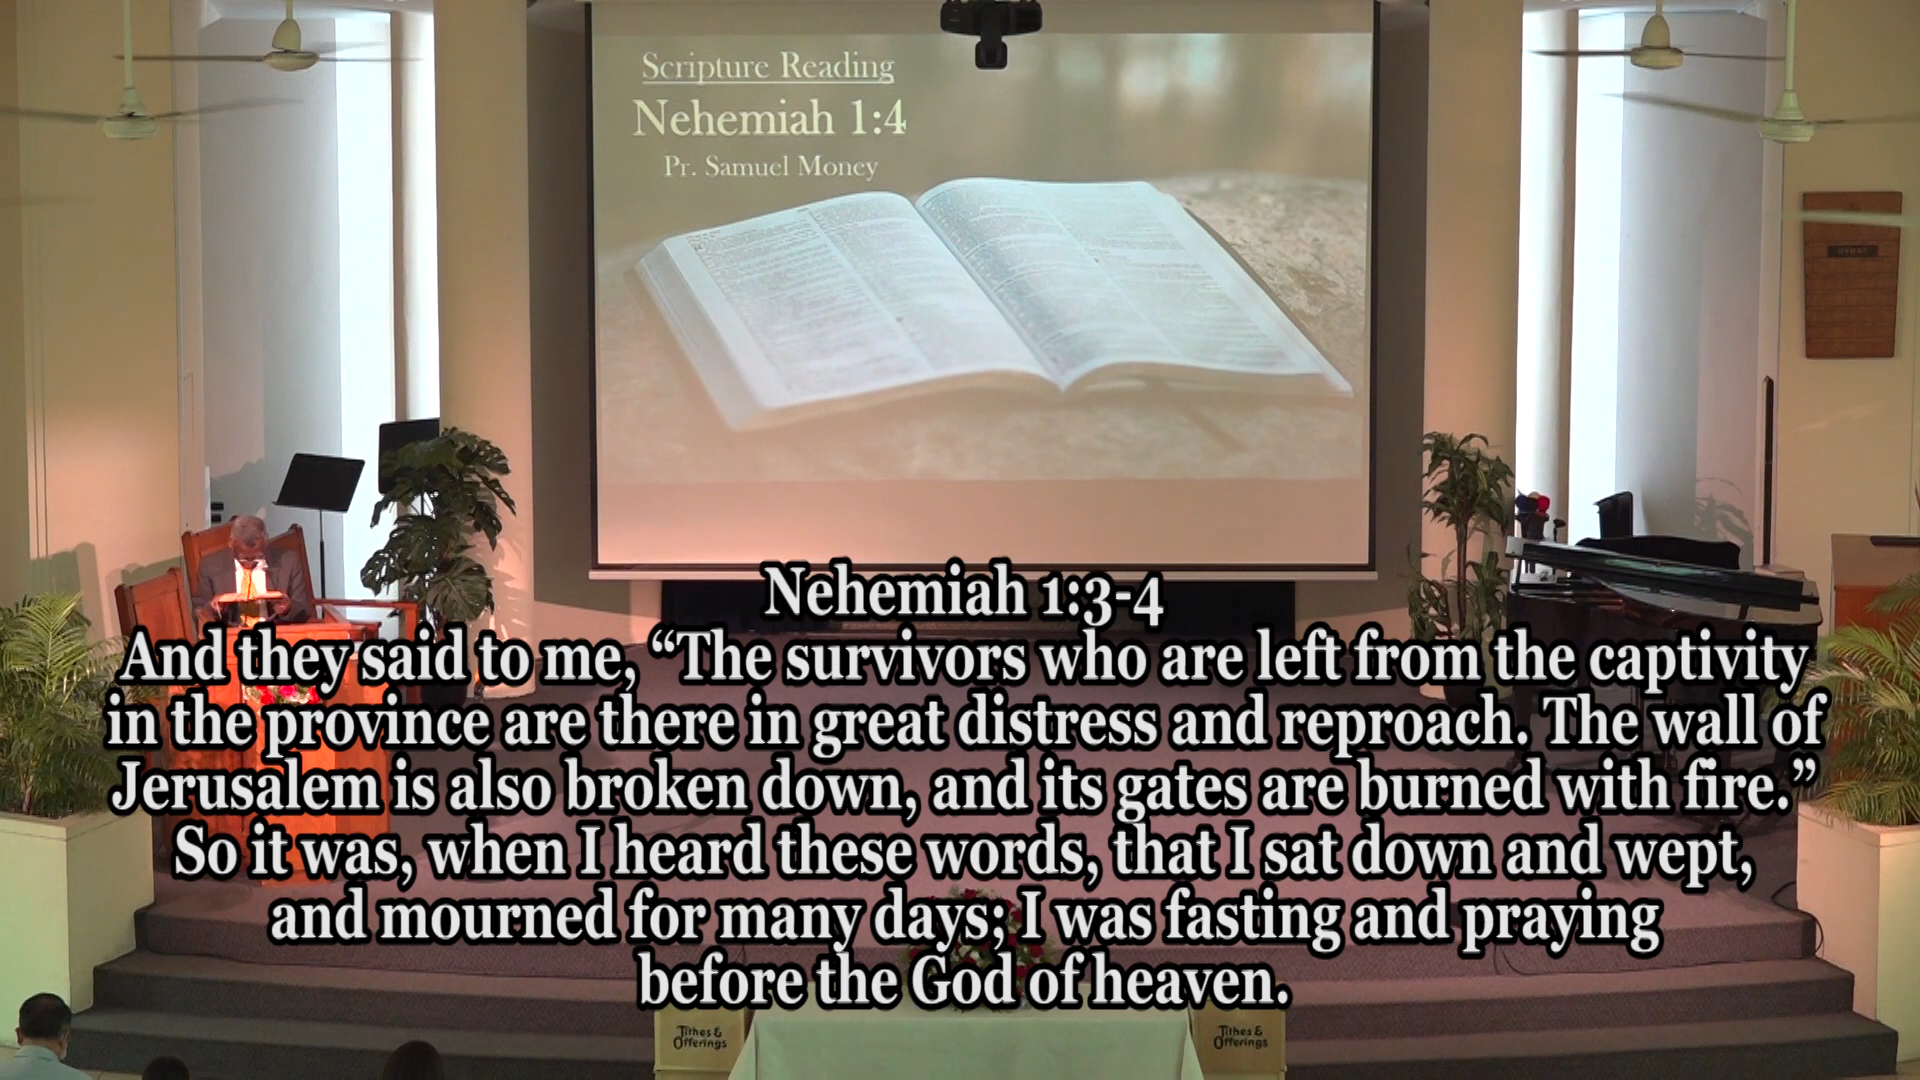 Scripture Reading
Nehemiah 1:4
Pr. Samuel Money
Nehemiah 1:3-4
And they said to me, “The survivors who are left from the captivity
in the province are there in great distress and reproach. The wall of
Jerusalem is also broken down, and its gates are burned with fire.”
So it was, when I heard these words, that I sat down and wept,
and mourned for many days; I was fasting and praying
before the God of heaven.
Tithes &
Offerings
Tithes &
Offerings